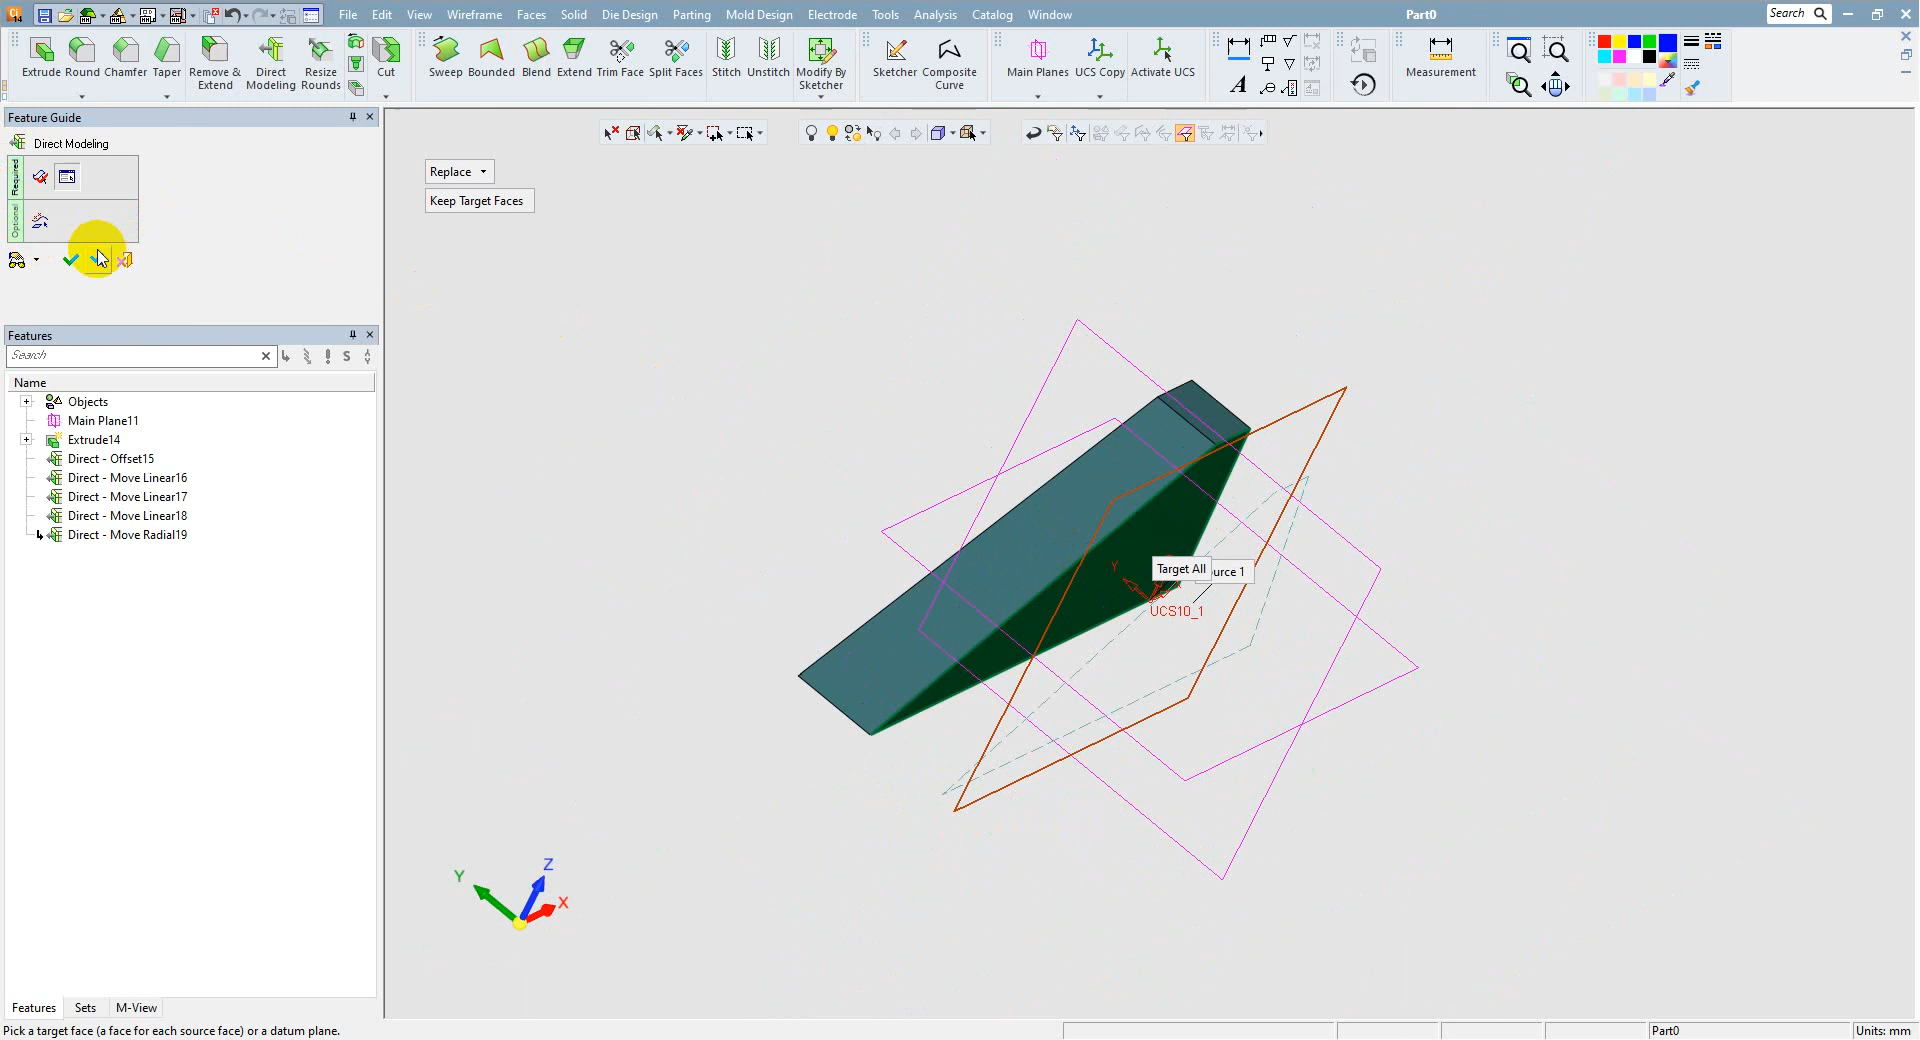 Ci
14
File Edit View Wireframe Faces Solid Die Design Parting Mold Design Electrode Tools Analysis Catalog Window
Part0
Search
Extrude Round Chamfer Taper Remove & Extend Direct Modeling Resize Rounds Cut Sweep Bounded Blend Extend Trim Face Split Faces Stitch Unstitch Modify By Sketcher Sketcher Composite Curve Main Planes UCS Copy Activate UCS A Measurement
Feature Guide
Direct Modeling
Required
Optional
Replace
Keep Target Faces
Features
Search
S
Name
Objects
Main Plane11
Extrude14
Direct - Offset15
Direct - Move Linear16
Direct - Move Linear17
Direct - Move Linear18
Direct - Move Radial19
Y
Target All
urce 1
UCS10_1
Y
Z
X
Features Sets M-View
Pick a target face (a face for each source face) or a datum plane.
Part0
Units: mm